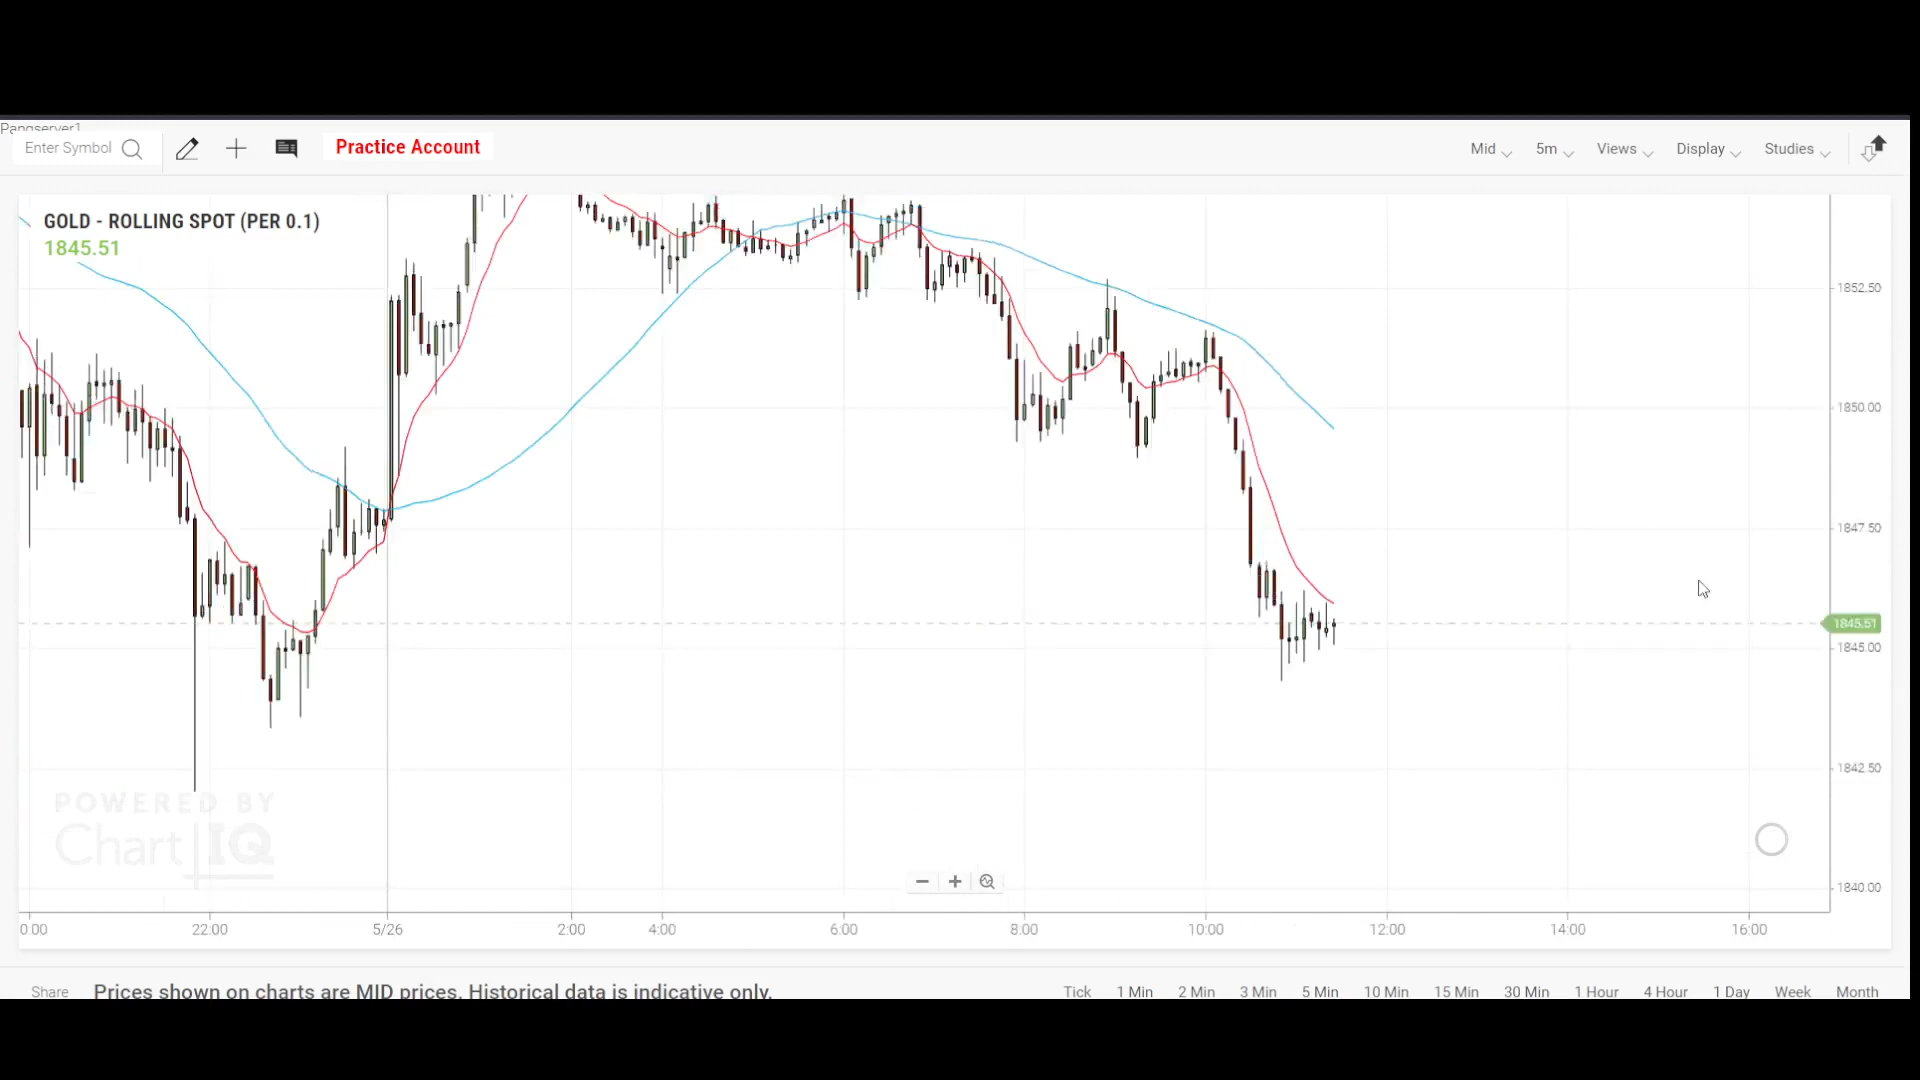 Pangserver1
Enter Symbol
Practice Account
Mid
5m
Views
Display
Studies
GOLD - ROLLING SPOT (PER 0.1)
1845.51
1852.50
1850.00
1847.50
1845.51
1845.00
1842.50
1840.00
POWERED BY
Chart IQ
0:00
22:00
5/26
2:00
4:00
6:00
8:00
10:00
12:00
14:00
16:00
Share
Prices shown on charts are MID prices. Historical data is indicative only.
Tick
1 Min
2 Min
3 Min
5 Min
10 Min
15 Min
30 Min
1 Hour
4 Hour
1 Day
Week
Month